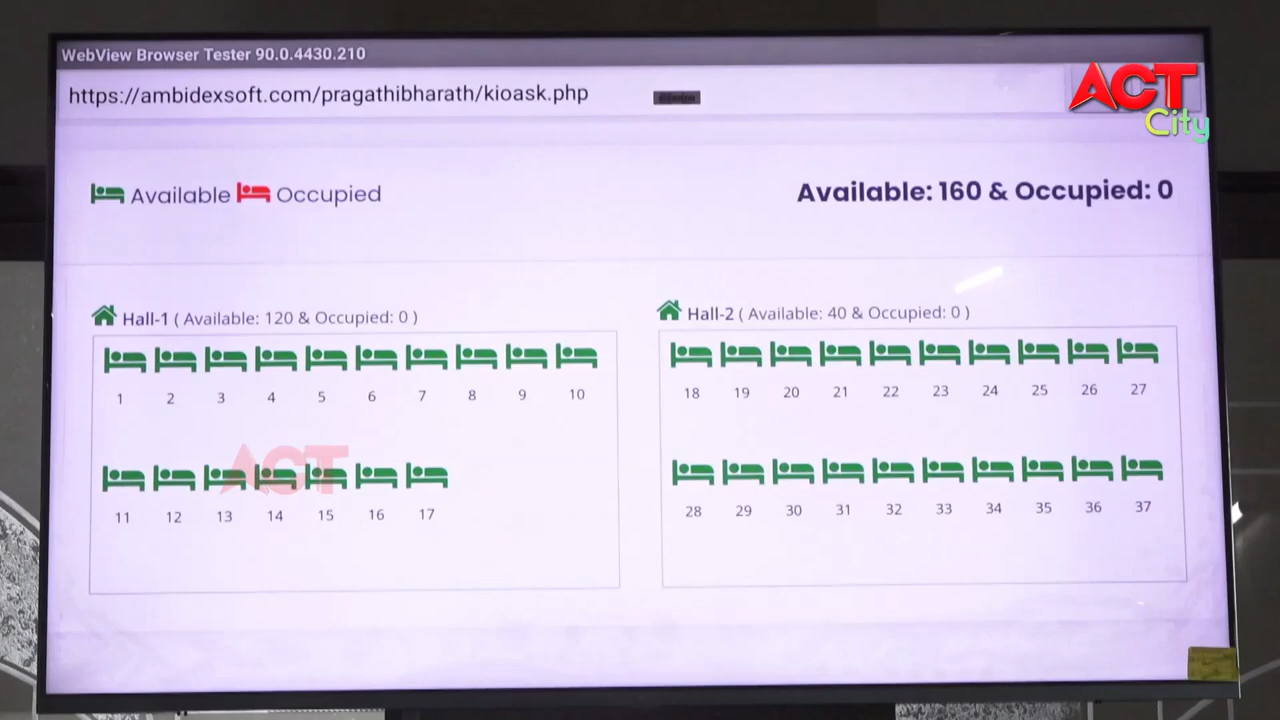 WebView Browser Tester 90.0.4430.210
https://ambidexsoft.com/pragathibharath/kioask.php
ACT
City
Available Occupied
Available: 160 & Occupied: 0
Hall-1 ( Available: 120 & Occupied: 0 )
1 2 3 4 5 6 7 8 9 10
11 12 13 14 15 16 17
ACT
Hall-2 ( Available: 40 & Occupied: 0 )
18 19 20 21 22 23 24 25 26 27
28 29 30 31 32 33 34 35 36 37